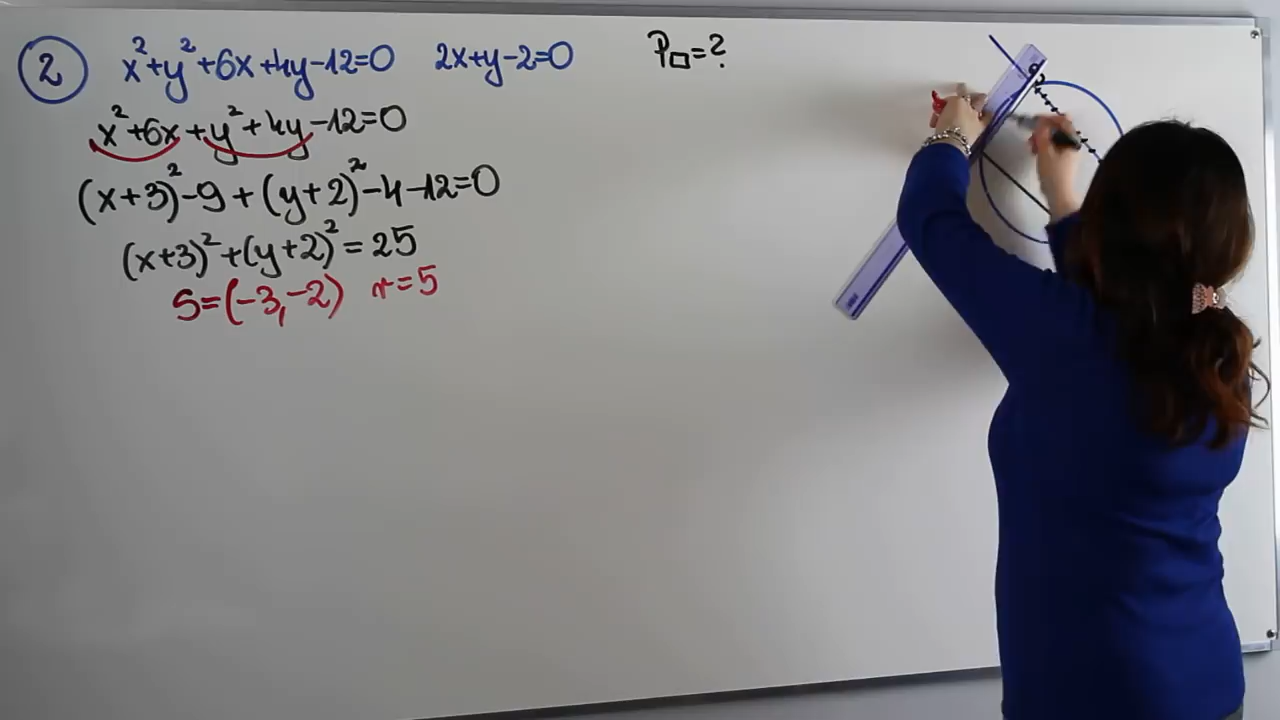 2 x²+y²+6x+4y-12=0 2x+y-2=0 P□=?
x²+6x+y²+4y-12=0
(x+3)²-9+(y+2)²-4-12=0
(x+3)²+(y+2)²=25
S=(-3,-2) r=5